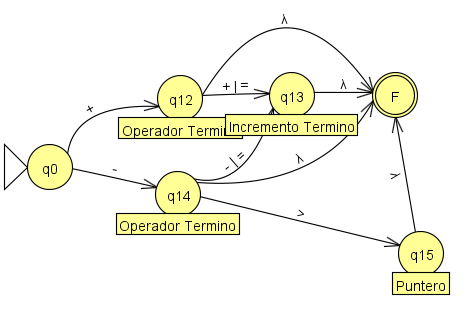 λ
+
q12
+ | =
q13
λ
F
Operador Termino
Incremento Termino
q0
-
- | =
λ
q14
Operador Termino
>
λ
q15
Puntero